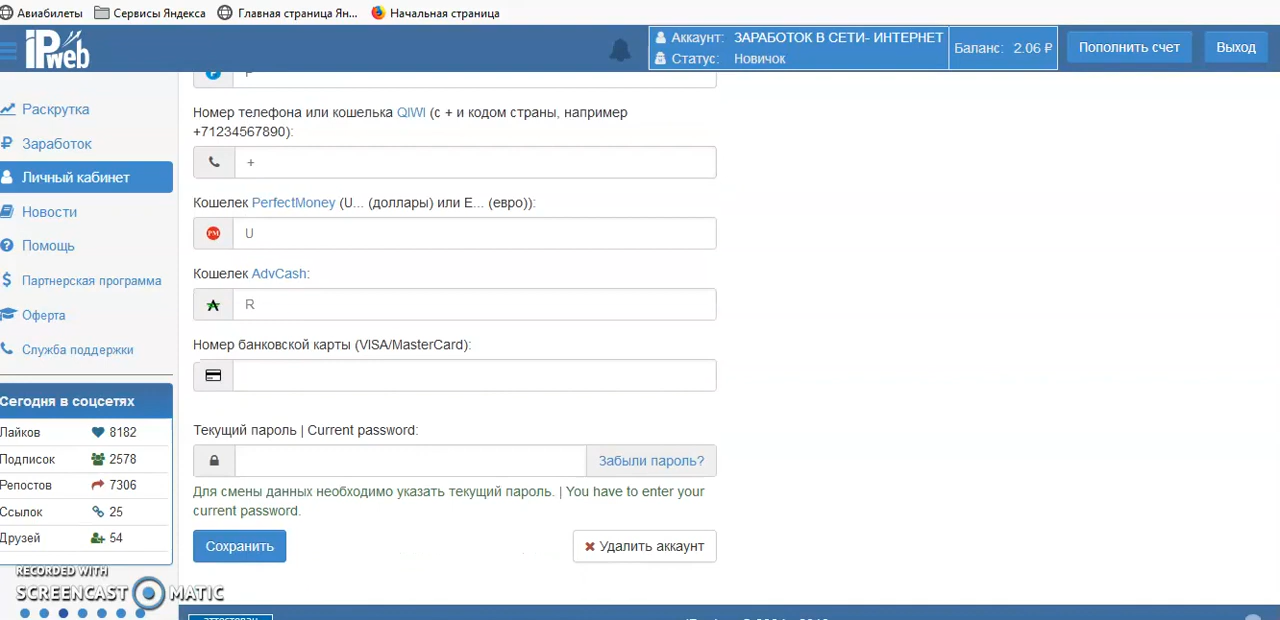 Авиабилеты Сервисы Яндекса Главная страница Ян... Начальная страница
iPweb
Аккаунт: ЗАРАБОТОК В СЕТИ- ИНТЕРНЕТ
Статус: Новичок
Баланс: 2.06 ₽
Пополнить счет
Выход
Раскрутка
Заработок
Личный кабинет
Новости
Помощь
Партнерская программа
Оферта
Служба поддержки
Сегодня в соцсетях
Лайков 8182
Подписок 2578
Репостов 7306
Ссылок 25
Друзей 54
P
Номер телефона или кошелька QIWI (с + и кодом страны, например
+71234567890):
+
Кошелек PerfectMoney (U... (доллары) или E... (евро)):
PM U
Кошелек AdvCash:
R
Номер банковской карты (VISA/MasterCard):
Текущий пароль | Current password:
Забыли пароль?
Для смены данных необходимо указать текущий пароль. | You have to enter your
current password.
Сохранить
Удалить аккаунт
RECORDED WITH
SCREENCAST MATIC